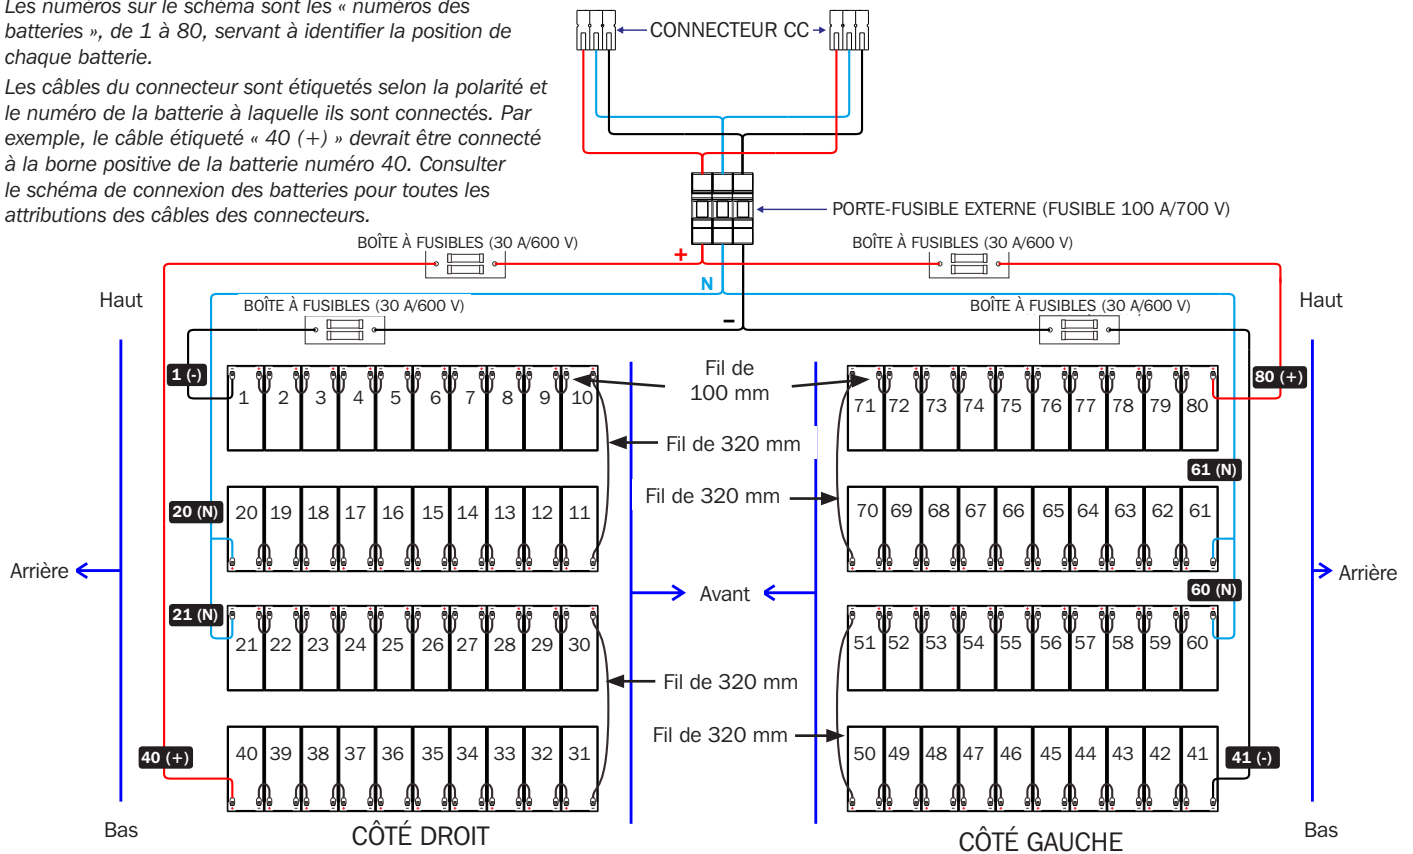 Les numéros sur le schéma sont les « numéros des
batteries », de 1 à 80, servant à identifier la position de
chaque batterie.
Les câbles du connecteur sont étiquetés selon la polarité et
le numéro de la batterie à laquelle ils sont connectés. Par
exemple, le câble étiqueté « 40 (+) » devrait être connecté
à la borne positive de la batterie numéro 40. Consulter
le schéma de connexion des batteries pour toutes les
attributions des câbles des connecteurs.
CONNECTEUR CC
PORTE-FUSIBLE EXTERNE (FUSIBLE 100 A/700 V)
BOÎTE À FUSIBLES (30 A/600 V)
BOÎTE À FUSIBLES (30 A/600 V)
+
N
–
BOÎTE À FUSIBLES (30 A/600 V)
BOÎTE À FUSIBLES (30 A/600 V)
Haut
Haut
1 (-)
80 (+)
Fil de
100 mm
1 2 3 4 5 6 7 8 9 10
71 72 73 74 75 76 77 78 79 80
Fil de 320 mm
61 (N)
Fil de 320 mm
20 (N)
20 19 18 17 16 15 14 13 12 11
70 69 68 67 66 65 64 63 62 61
Arrière
Avant
Arrière
60 (N)
21 (N)
21 22 23 24 25 26 27 28 29 30
51 52 53 54 55 56 57 58 59 60
Fil de 320 mm
Fil de 320 mm
40 (+)
40 39 38 37 36 35 34 33 32 31
50 49 48 47 46 45 44 43 42 41
41 (-)
Bas
Bas
CÔTÉ DROIT
CÔTÉ GAUCHE